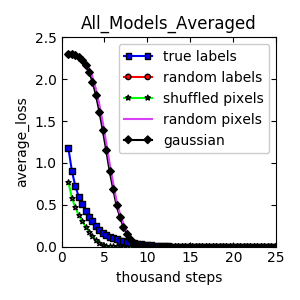 All_Models_Averaged
2.5
2.0
1.5
1.0
0.5
0.0
average_loss
true labels
random labels
shuffled pixels
random pixels
gaussian
0 5 10 15 20 25
thousand steps